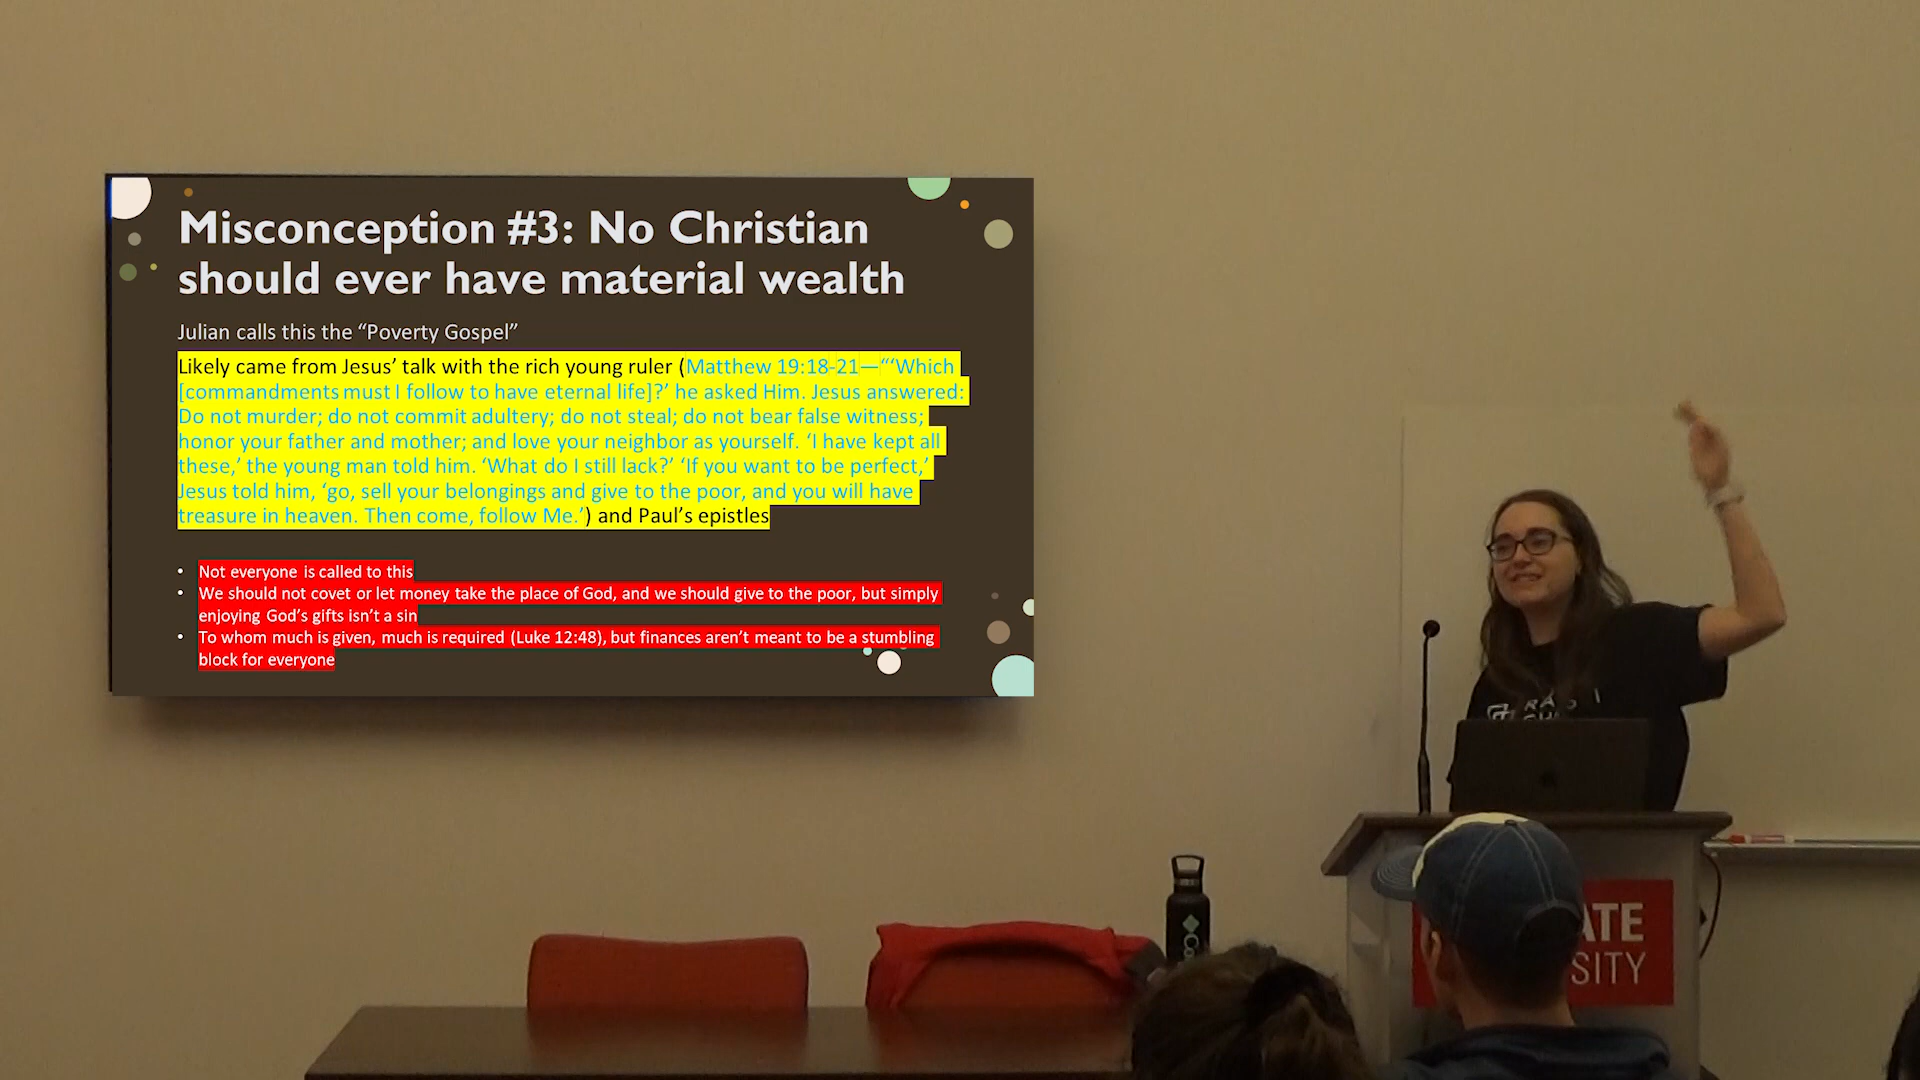 Misconception #3: No Christian
should ever have material wealth
Julian calls this the “Poverty Gospel”
Likely came from Jesus’ talk with the rich young ruler (Matthew 19:18-21—“‘Which
[commandments must I follow to have eternal life]?’ he asked Him. Jesus answered:
Do not murder; do not commit adultery; do not steal; do not bear false witness;
honor your father and mother; and love your neighbor as yourself. ‘I have kept all
these,’ the young man told him. ‘What do I still lack?’ ‘If you want to be perfect,’
Jesus told him, ‘go, sell your belongings and give to the poor, and you will have
treasure in heaven. Then come, follow Me.’) and Paul’s epistles
• Not everyone is called to this
• We should not covet or let money take the place of God, and we should give to the poor, but simply
enjoying God’s gifts isn’t a sin
• To whom much is given, much is required (Luke 12:48), but finances aren’t meant to be a stumbling
block for everyone
ATE
SITY